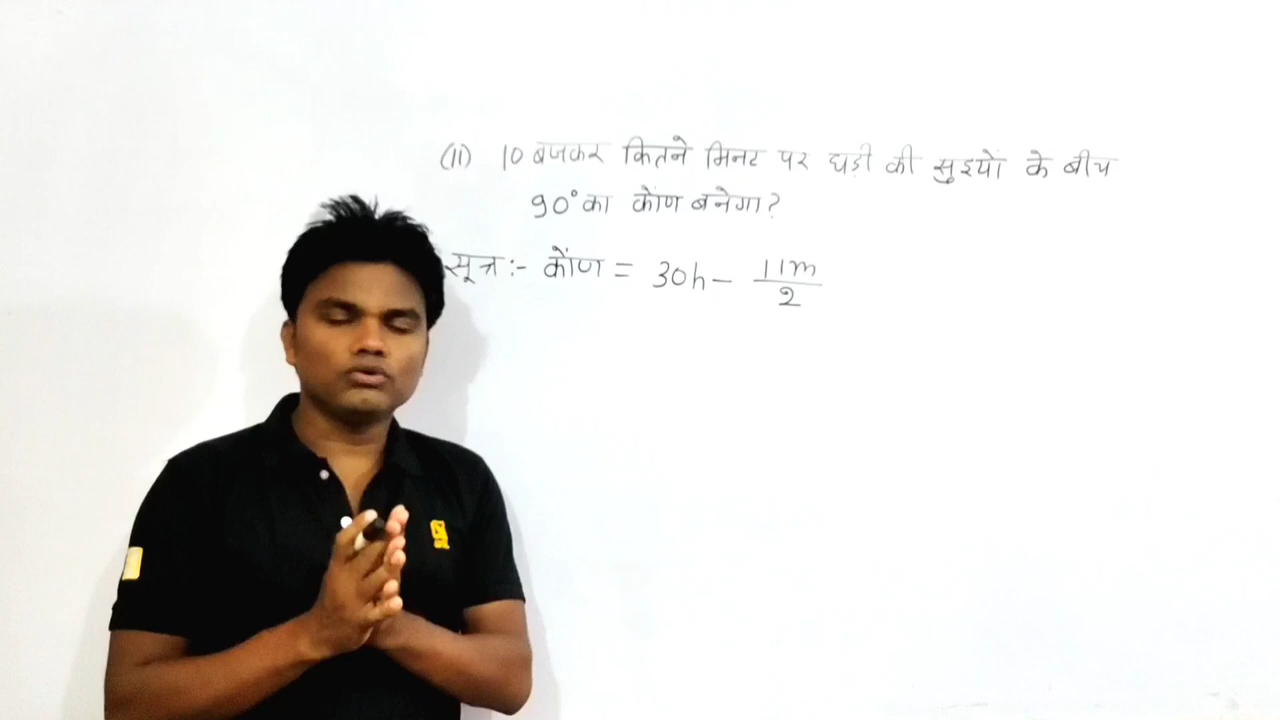 (11) 10 बजकर कितने मिनट पर घड़ी की सुइयों के बीच
90° का कोंण बनेगा?
सूत्र :- कोंण = 30h - 11m/2